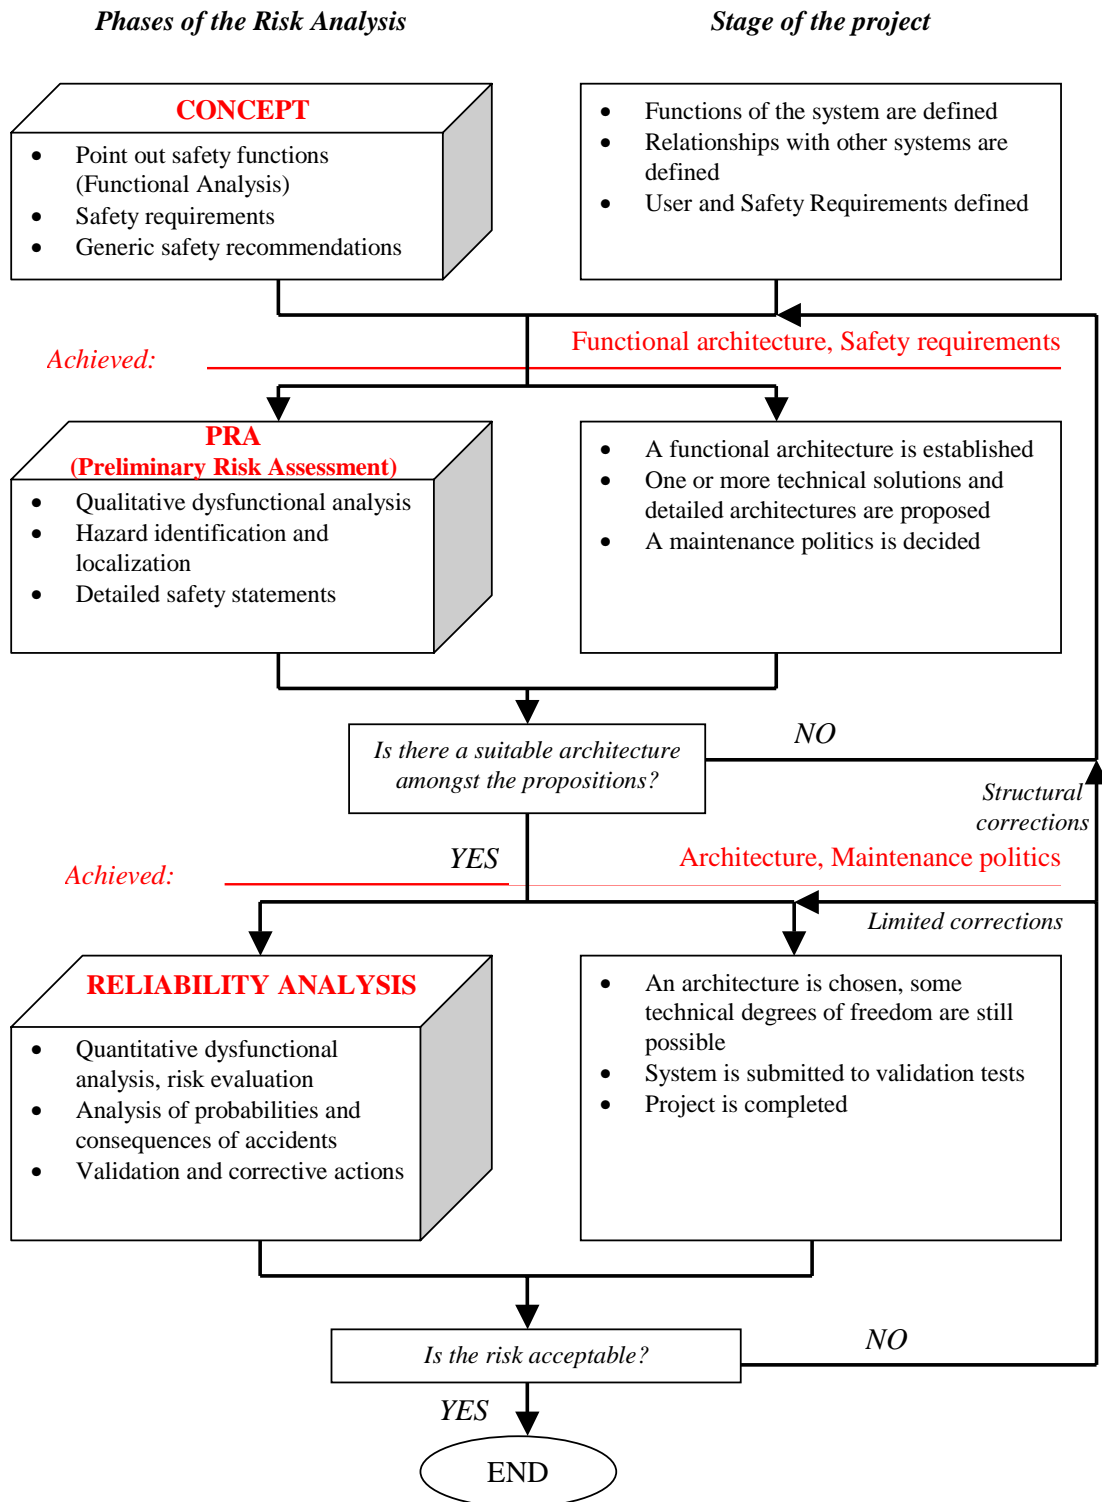 Phases of the Risk Analysis
Stage of the project
CONCEPT
• Point out safety functions
(Functional Analysis)
• Safety requirements
• Generic safety recommendations
• Functions of the system are defined
• Relationships with other systems are
defined
• User and Safety Requirements defined
Achieved:
Functional architecture, Safety requirements
PRA
(Preliminary Risk Assessment)
• Qualitative dysfunctional analysis
• Hazard identification and
localization
• Detailed safety statements
• A functional architecture is established
• One or more technical solutions and
detailed architectures are proposed
• A maintenance politics is decided
Is there a suitable architecture
amongst the propositions?
NO
Structural
corrections
YES
Achieved:
Architecture, Maintenance politics
Limited corrections
RELIABILITY ANALYSIS
• Quantitative dysfunctional
analysis, risk evaluation
• Analysis of probabilities and
consequences of accidents
• Validation and corrective actions
• An architecture is chosen, some
technical degrees of freedom are still
possible
• System is submitted to validation tests
• Project is completed
Is the risk acceptable?
NO
YES
END